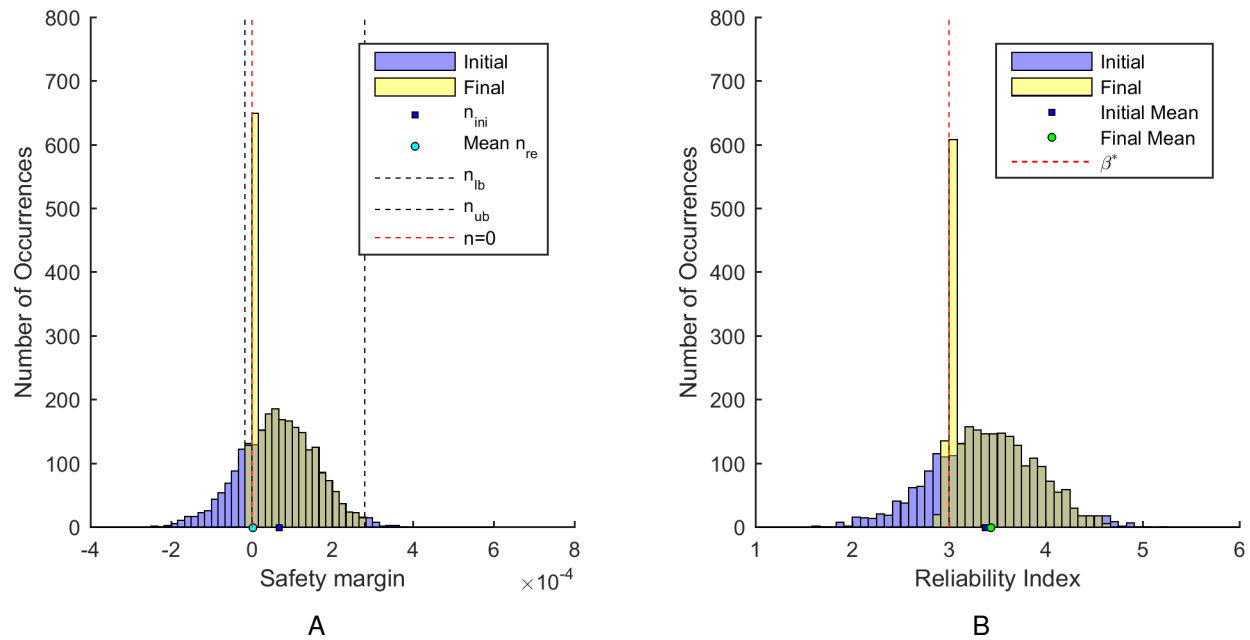 800
700
600
500
400
300
200
100
0
Number of Occurrences
-4
-2
0
2
4
6
8
×10⁻⁴
Safety margin
Initial
Final
n_ini
Mean n_re
n_lb
n_ub
n=0
A
800
700
600
500
400
300
200
100
0
Number of Occurrences
1
2
3
4
5
6
Reliability Index
Initial
Final
Initial Mean
Final Mean
β*
B